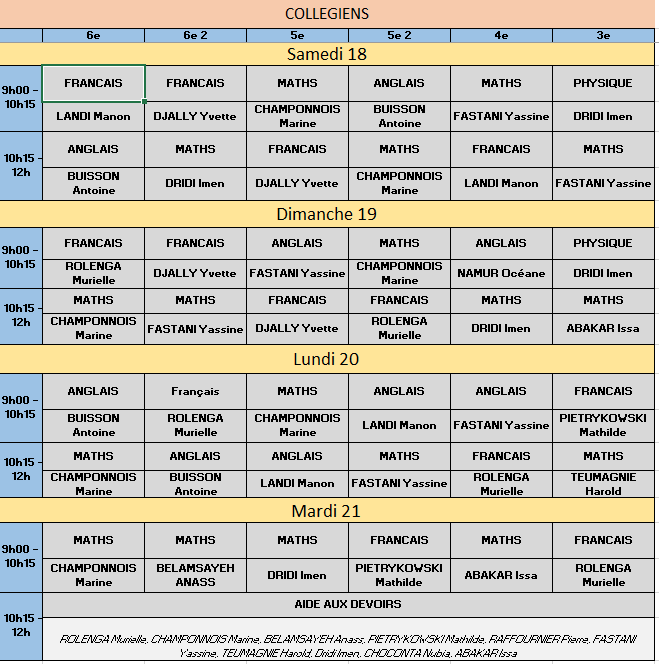 COLLEGIENS
6e 6e 2 5e 5e 2 4e 3e
Samedi 18
9h00 – 10h15
FRANCAIS FRANCAIS MATHS ANGLAIS MATHS PHYSIQUE
LANDI Manon DJALLY Yvette CHAMPONNOIS Marine BUISSON Antoine FASTANI Yassine DRIDI Imen
10h15 - 12h
ANGLAIS MATHS FRANCAIS MATHS FRANCAIS MATHS
BUISSON Antoine DRIDI Imen DJALLY Yvette CHAMPONNOIS Marine LANDI Manon FASTANI Yassine
Dimanche 19
9h00 – 10h15
FRANCAIS FRANCAIS ANGLAIS MATHS ANGLAIS PHYSIQUE
ROLENGA Murielle DJALLY Yvette FASTANI Yassine CHAMPONNOIS Marine NAMUR Océane DRIDI Imen
10h15 - 12h
MATHS MATHS FRANCAIS FRANCAIS MATHS MATHS
CHAMPONNOIS Marine FASTANI Yassine DJALLY Yvette ROLENGA Murielle DRIDI Imen ABAKAR Issa
Lundi 20
9h00 – 10h15
ANGLAIS Français MATHS ANGLAIS ANGLAIS FRANCAIS
BUISSON Antoine ROLENGA Murielle CHAMPONNOIS Marine LANDI Manon FASTANI Yassine PIETRYKOWSKI Mathilde
10h15 - 12h
MATHS ANGLAIS ANGLAIS MATHS FRANCAIS MATHS
CHAMPONNOIS Marine BUISSON Antoine LANDI Manon FASTANI Yassine ROLENGA Murielle TEUMAGNIE Harold
Mardi 21
9h00 – 10h15
MATHS MATHS MATHS FRANCAIS MATHS FRANCAIS
CHAMPONNOIS Marine BELAMSAYEH ANASS DRIDI Imen PIETRYKOWSKI Mathilde ABAKAR Issa ROLENGA Murielle
10h15 - 12h
AIDE AUX DEVOIRS
ROLENGA Murielle, CHAMPONNOIS Marine, BELAMSAYEH Anass, PIETRYKOWSKI Mathilde, RAFFOURNIER Pierre, FASTANI
Yassine, TEUMAGNIE Harold, Dridi Imen, CHOCONTA Nubia, ABAKAR Issa